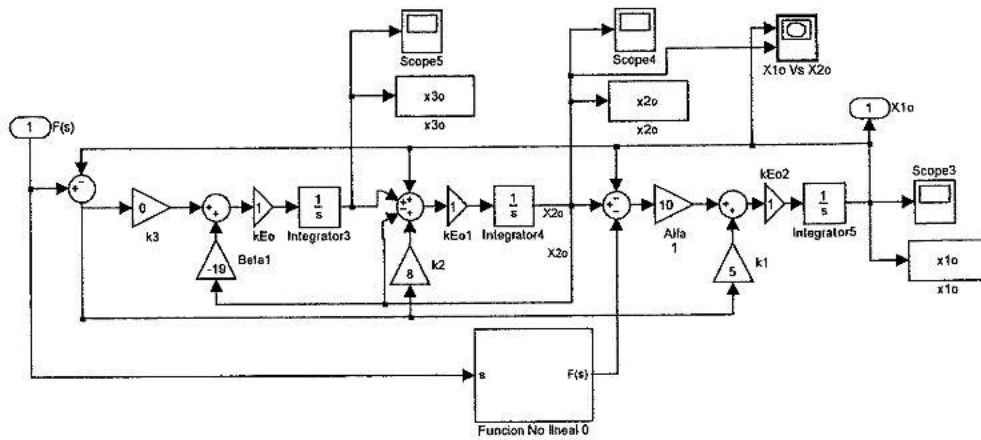 Scope5
Scope4
X1o Vs X2o
x3o
x3o
x2o
x2o
1
X1o
1
F(s)
Scope3
0
k3
1
kEo
1
s
Integrator3
1
kEo1
1
s
Integrator4
X2o
X2o
10
Alfa
1
kEo2
1
1
s
Integrator5
-19
Beta1
8
k2
5
k1
x1o
x1o
s
F(s)
Funcion No lineal 0